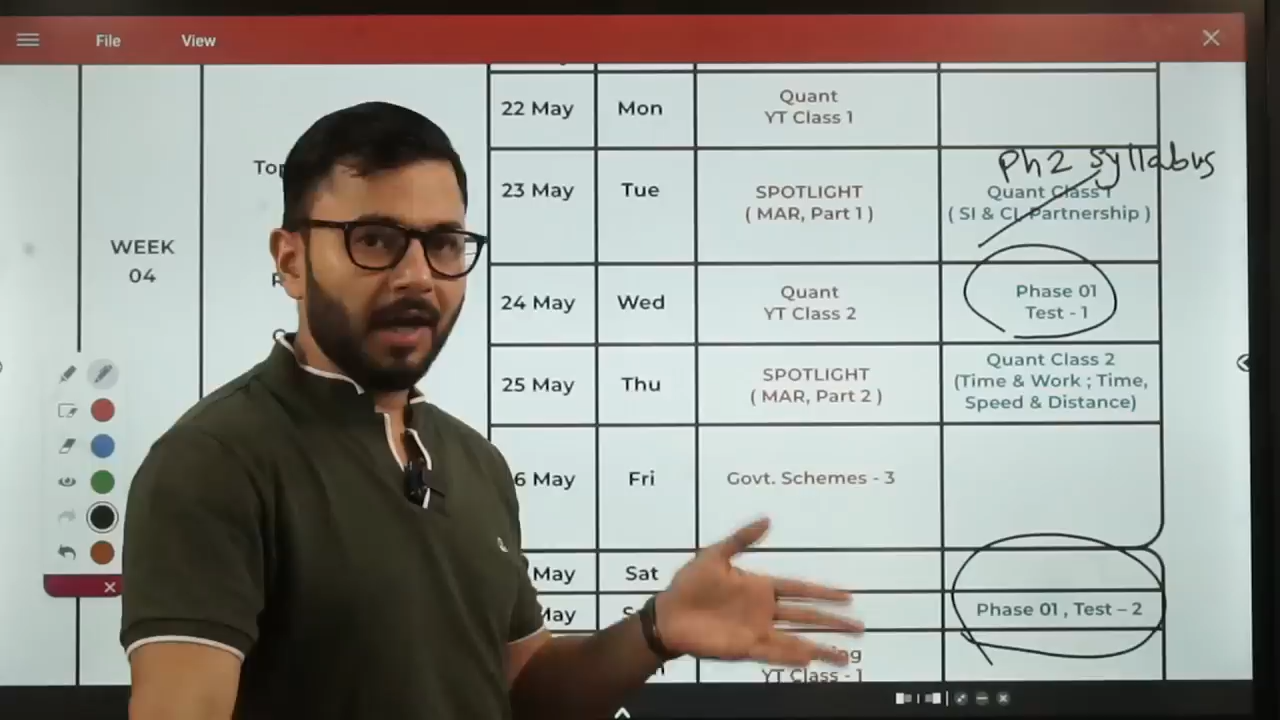 File
View
22 May
Mon
Quant
YT Class 1
Ph2 Syllabus
23 May
Tue
SPOTLIGHT
( MAR, Part 1 )
Quant Class 1
( SI & CI, Partnership )
WEEK
04
24 May
Wed
Quant
YT Class 2
Phase 01
Test - 1
25 May
Thu
SPOTLIGHT
( MAR, Part 2 )
Quant Class 2
(Time & Work ; Time,
Speed & Distance)
6 May
Fri
Govt. Schemes - 3
May
Sat
May
Phase 01 , Test – 2
YT Class - 1